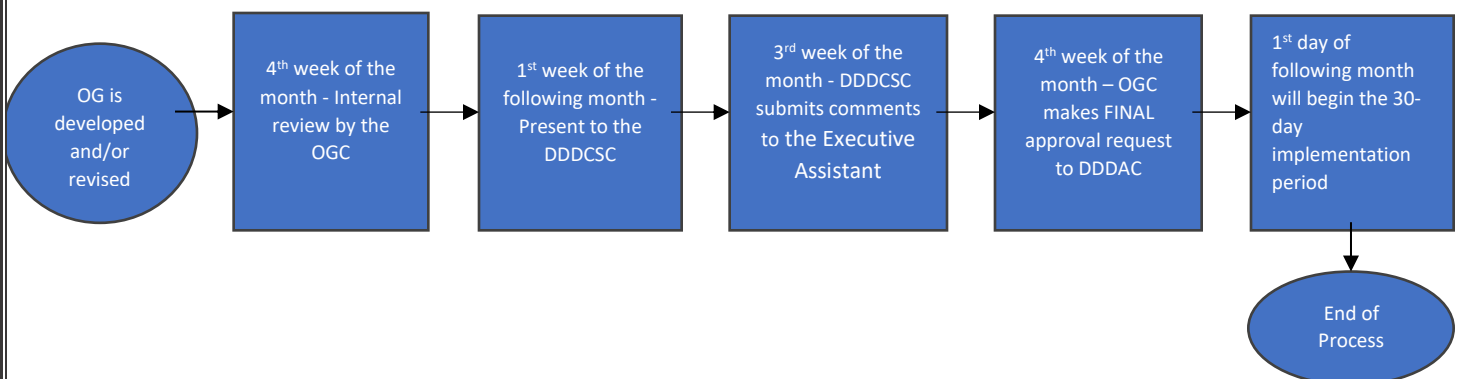 OG is
developed
and/or
revised
4th week of the
month - Internal
review by the
OGC
1st week of the
following month -
Present to the
DDDCSC
3rd week of the
month - DDDCSC
submits comments
to the Executive
Assistant
4th week of the
month – OGC
makes FINAL
approval request
to DDDAC
1st day of
following month
will begin the 30-
day
implementation
period
End of
Process